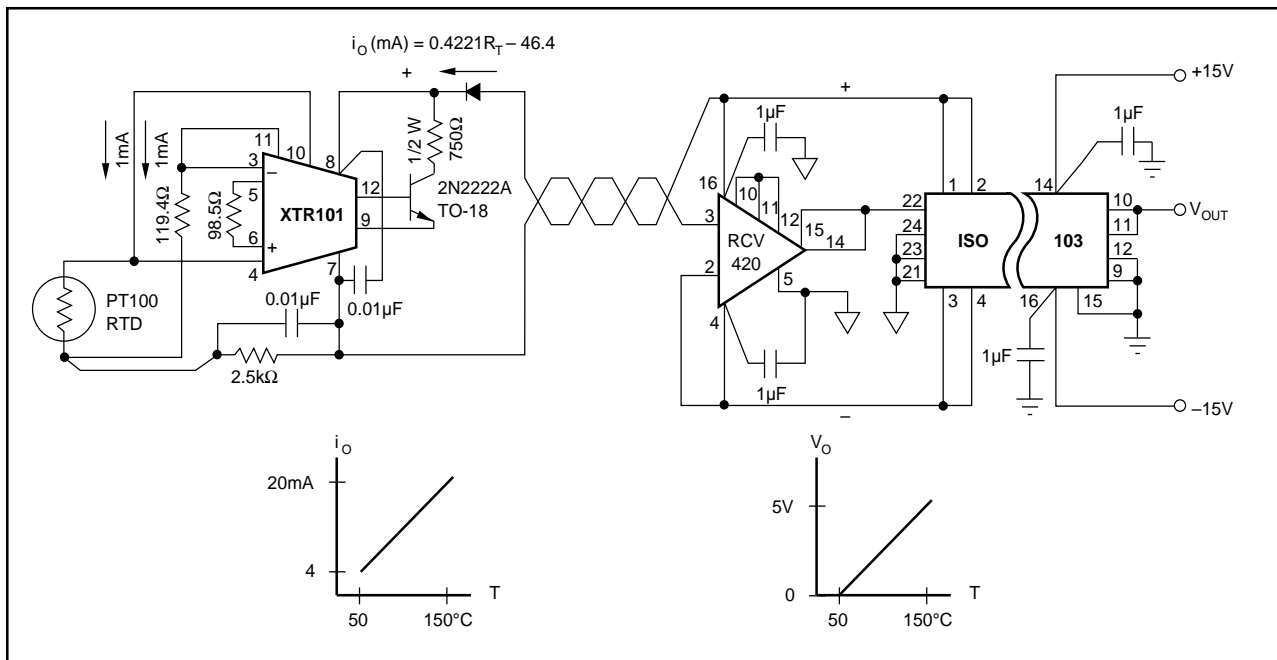 i_O (mA) = 0.4221R_T – 46.4
+
1mA
1mA
11
10
3
–
5
8
12
XTR101
9
6
+
4
7
119.4Ω
98.5Ω
1/2 W
750Ω
2N2222A
TO-18
0.01µF
0.01µF
PT100
RTD
2.5kΩ
+
1µF
16
10
11
12
3
15
RCV
420
14
2
5
4
1µF
–
1
2
14
22
24
23
21
ISO
103
10
11
12
9
3
4
16
15
1µF
+15V
V_OUT
1µF
–15V
i_O
20mA
4
T
50
150°C
V_O
5V
0
T
50
150°C